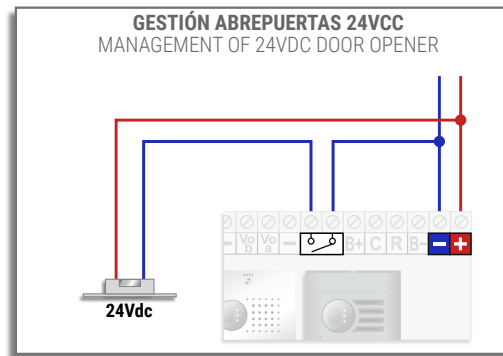 GESTIÓN ABREPUERTAS 24VCC
MANAGEMENT OF 24VDC DOOR OPENER
- Vo b Vo a - B+ C R B- - +
24Vdc